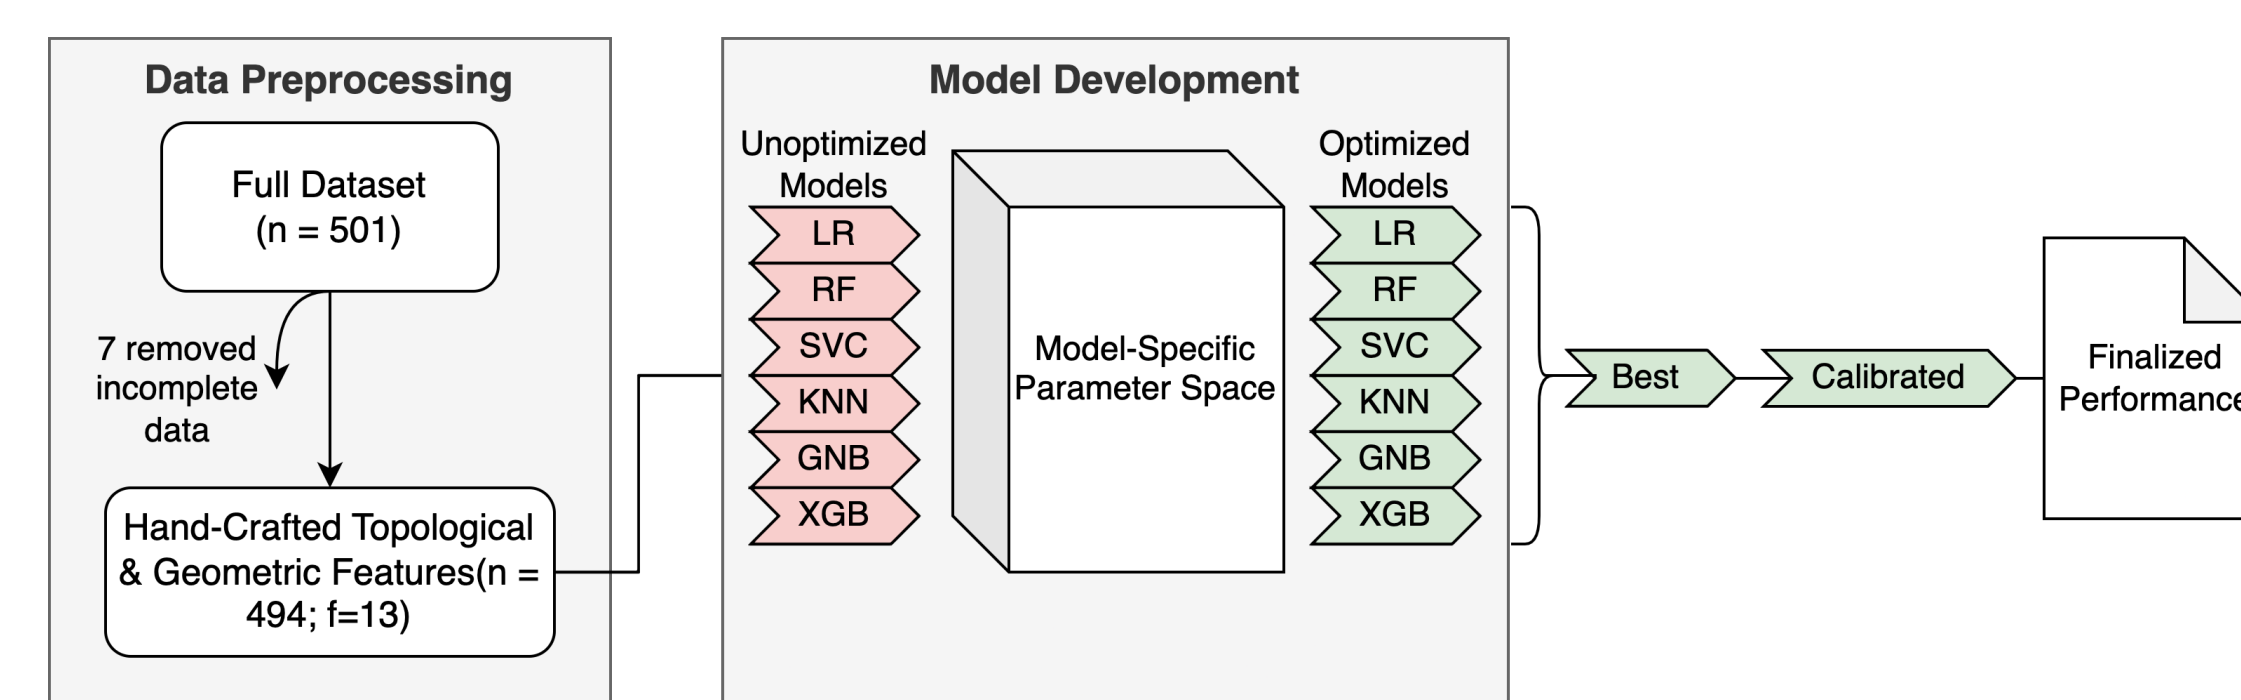 Data Preprocessing
Full Dataset
(n = 501)
7 removed
incomplete
data
Hand-Crafted Topological
& Geometric Features(n =
494; f=13)
Model Development
Unoptimized
Models
LR
RF
SVC
KNN
GNB
XGB
Model-Specific
Parameter Space
Optimized
Models
LR
RF
SVC
KNN
GNB
XGB
Best
Calibrated
Finalized
Performance